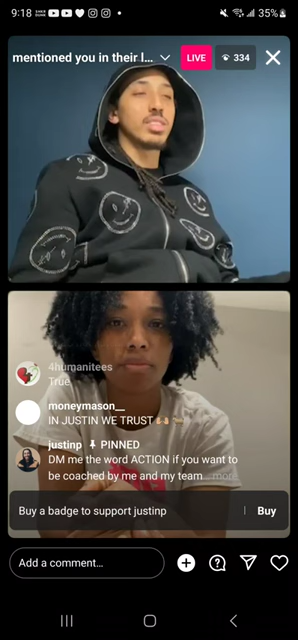 9:18
35%
mentioned you in their l...
LIVE
334
4humanitees
True
moneymason__
IN JUSTIN WE TRUST
justinp PINNED
DM me the word ACTION if you want to
be coached by me and my team... more
Buy a badge to support justinp
Buy
Add a comment...